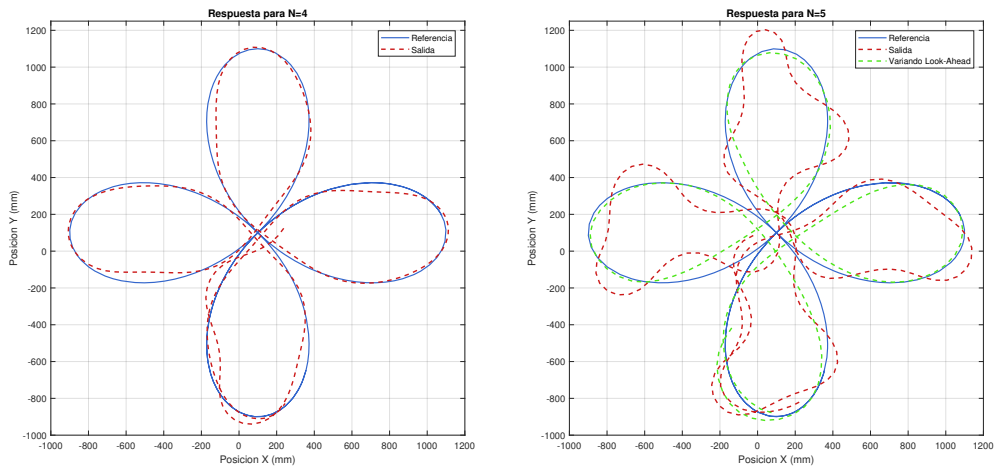 Respuesta para N=4
Referencia
Salida
1200
1000
800
600
400
200
0
-200
-400
-600
-800
-1000
Posicion Y (mm)
-1000 -800 -600 -400 -200 0 200 400 600 800 1000 1200
Posicion X (mm)
Respuesta para N=5
Referencia
Salida
Variando Look-Ahead
1200
1000
800
600
400
200
0
-200
-400
-600
-800
-1000
Posicion Y (mm)
-1000 -800 -600 -400 -200 0 200 400 600 800 1000 1200
Posicion X (mm)